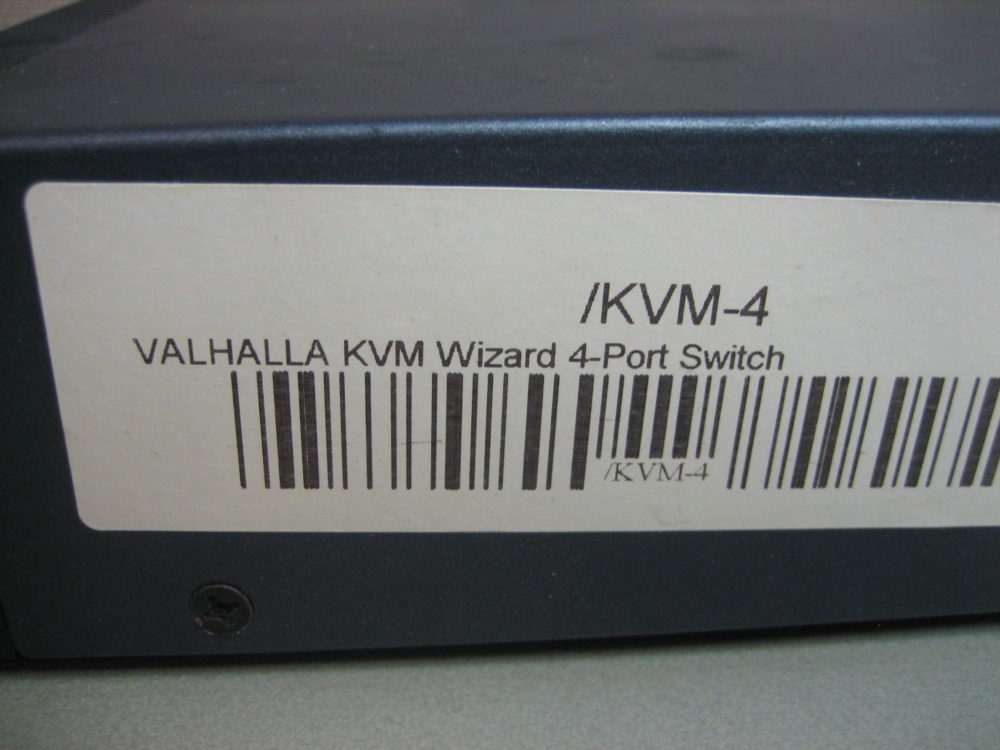 /KVM-4
VALHALLA KVM Wizard 4-Port Switch
/KVM-4